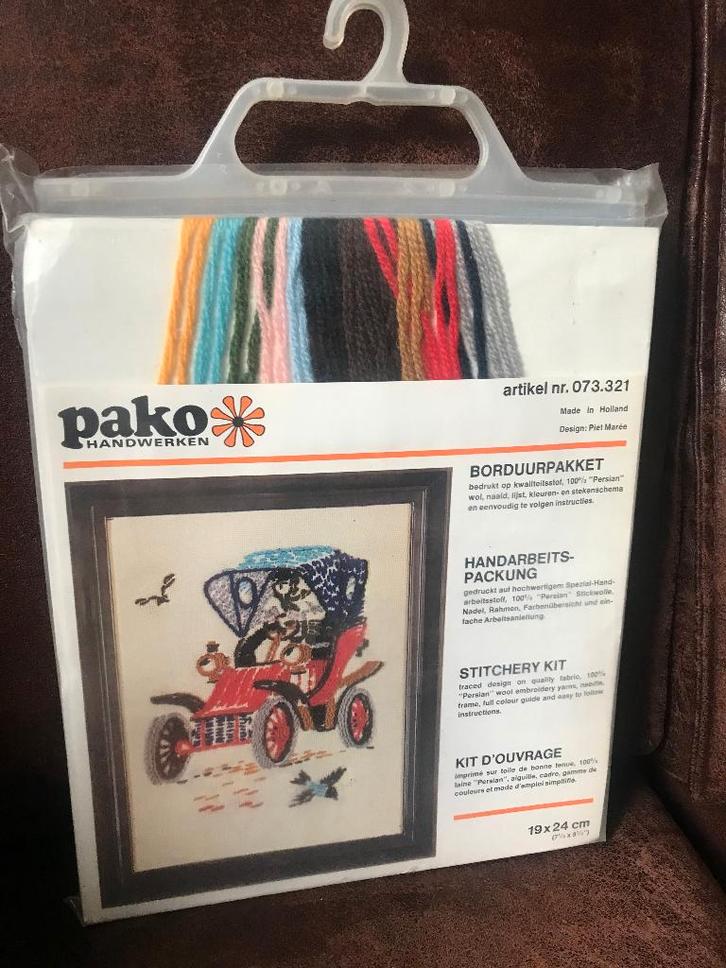 artikel nr. 073.321
Made in Holland
Design: Piet Marée
pako
HANDWERKEN
BORDUURPAKKET
bedrukt op kwaliteitsstof, 100% "Persian"
wol, naald, lijst, kleuren- en stekenschema
en eenvoudig te volgen instructies.
HANDARBEITS-
PACKUNG
gedruckt auf hochwertigem Spezial-Hand-
arbeitsstoff, 100% "Persian" Stickwolle,
Nadel, Rahmen, Farbenübersicht und ein-
fache Arbeitsanleitung.
STITCHERY KIT
traced design on quality fabric, 100%
"Persian" wool embroidery yarns, needle,
frame, full colour guide and easy to follow
instructions.
KIT D'OUVRAGE
imprimé sur toile de bonne tenue, 100%
laine "Persian", aiguille, cadre, gamme de
couleurs et mode d'emploi simplifié.
19 x 24 cm